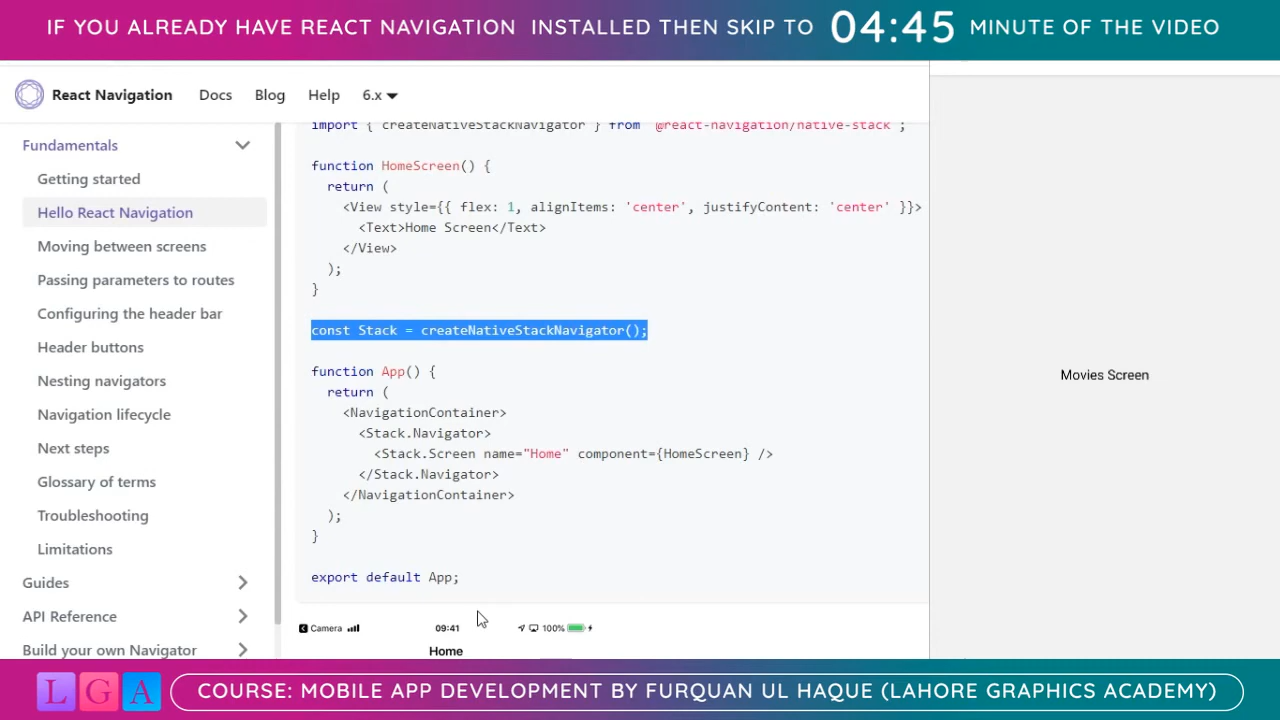 IF YOU ALREADY HAVE REACT NAVIGATION INSTALLED THEN SKIP TO 04:45 MINUTE OF THE VIDEO
React Navigation Docs Blog Help 6.x
Fundamentals
Getting started
Hello React Navigation
Moving between screens
Passing parameters to routes
Configuring the header bar
Header buttons
Nesting navigators
Navigation lifecycle
Next steps
Glossary of terms
Troubleshooting
Limitations
Guides
API Reference
Build your own Navigator
import { createNativeStackNavigator } from '@react-navigation/native-stack';
function HomeScreen() {
return (
<View style={{ flex: 1, alignItems: 'center', justifyContent: 'center' }}>
<Text>Home Screen</Text>
</View>
);
}
const Stack = createNativeStackNavigator();
function App() {
return (
<NavigationContainer>
<Stack.Navigator>
<Stack.Screen name="Home" component={HomeScreen} />
</Stack.Navigator>
</NavigationContainer>
);
}
export default App;
Camera 09:41 100%
Home
Movies Screen
LGA COURSE: MOBILE APP DEVELOPMENT BY FURQUAN UL HAQUE (LAHORE GRAPHICS ACADEMY)